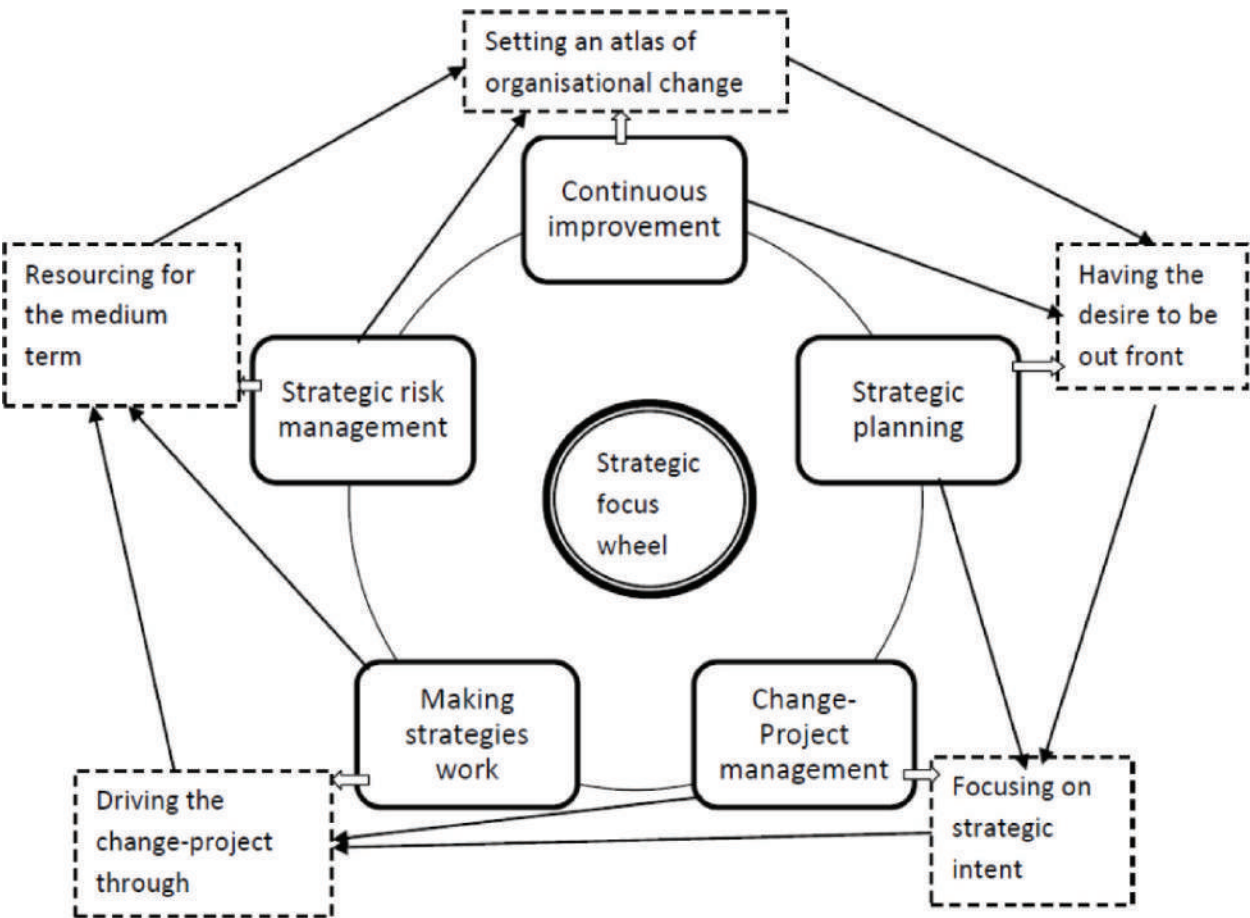 Setting an atlas of
organisational change
Continuous
improvement
Resourcing for
the medium
term
Having the
desire to be
out front
Strategic risk
management
Strategic
planning
Strategic
focus
wheel
Making
strategies
work
Change-
Project
management
Driving the
change-project
through
Focusing on
strategic
intent